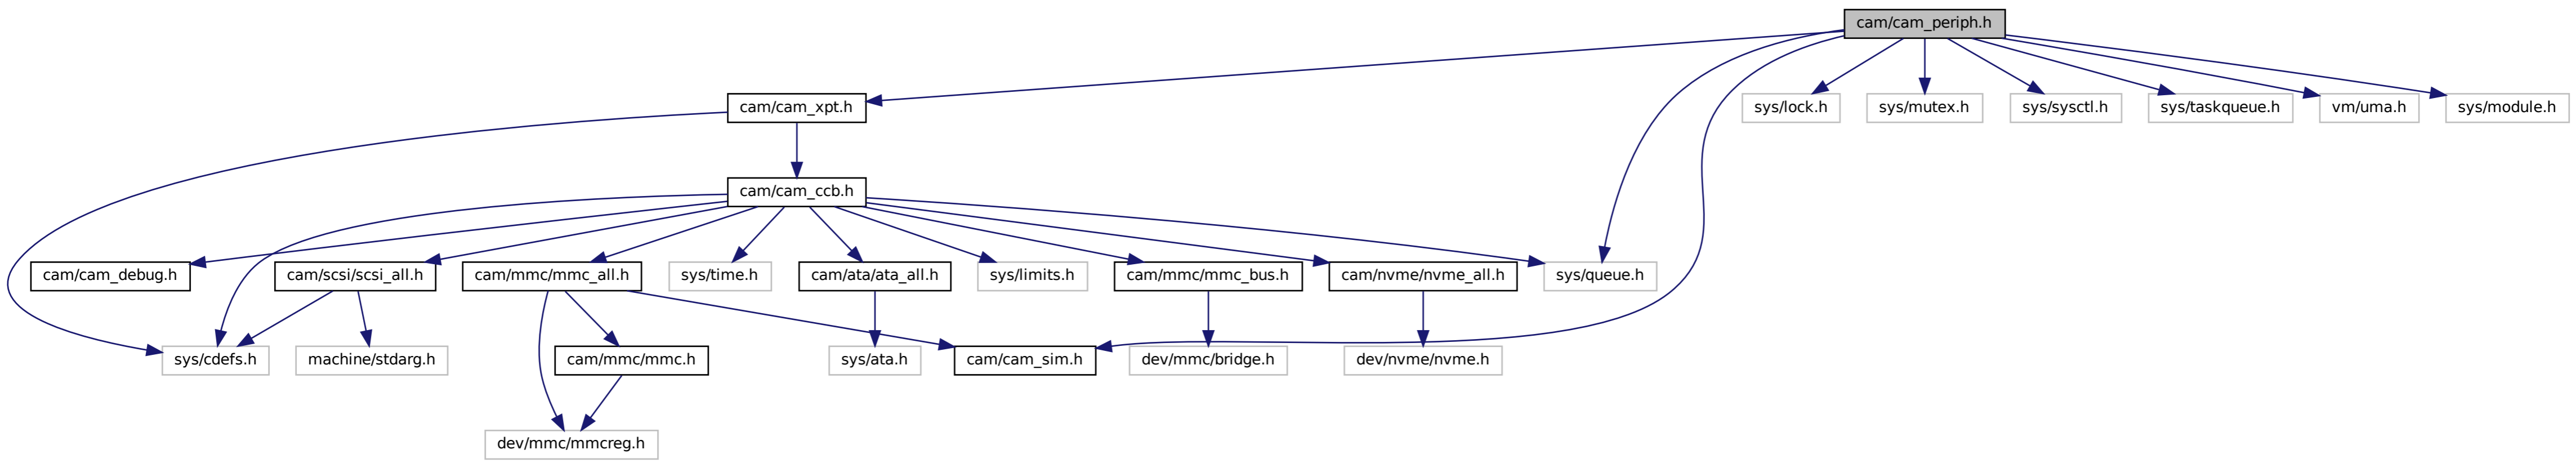 cam/cam_periph.h
cam/cam_xpt.h
sys/lock.h
sys/mutex.h
sys/sysctl.h
sys/taskqueue.h
vm/uma.h
sys/module.h
cam/cam_ccb.h
cam/cam_debug.h
cam/scsi/scsi_all.h
cam/mmc/mmc_all.h
sys/time.h
cam/ata/ata_all.h
sys/limits.h
cam/mmc/mmc_bus.h
cam/nvme/nvme_all.h
sys/queue.h
sys/cdefs.h
machine/stdarg.h
cam/mmc/mmc.h
sys/ata.h
cam/cam_sim.h
dev/mmc/bridge.h
dev/nvme/nvme.h
dev/mmc/mmcreg.h